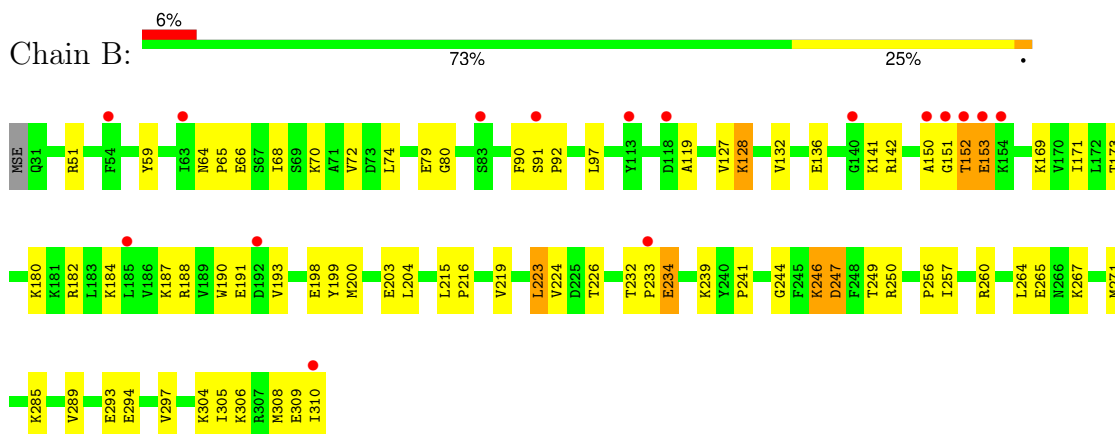 6%
Chain B:
73% 25% •
MSE Q31 R51 F54 Y59 I63 N64 P65 E66 S67 I68 S69 K70 A71 V72 D73 L74 E79 G80 S83 F90 S91 P92 L97 Y113 D118 A119 V127 K128 V132 E136 G140 K141 R142 A150 G151 T152 E153 K154 K169 V170 I171 L172 T173
K180 K181 R182 L183 K184 L185 V186 K187 R188 V189 W190 E191 D192 V193 E198 Y199 M200 E203 L204 L215 P216 V219 L223 V224 D225 T226 T232 P233 E234 K239 Y240 P241 G244 F245 K246 D247 F248 T249 R250 P256 I257 R260 L264 E265 N266 K267 M271
K285 V289 E293 E294 V297 K304 I305 K306 R307 M308 E309 I310